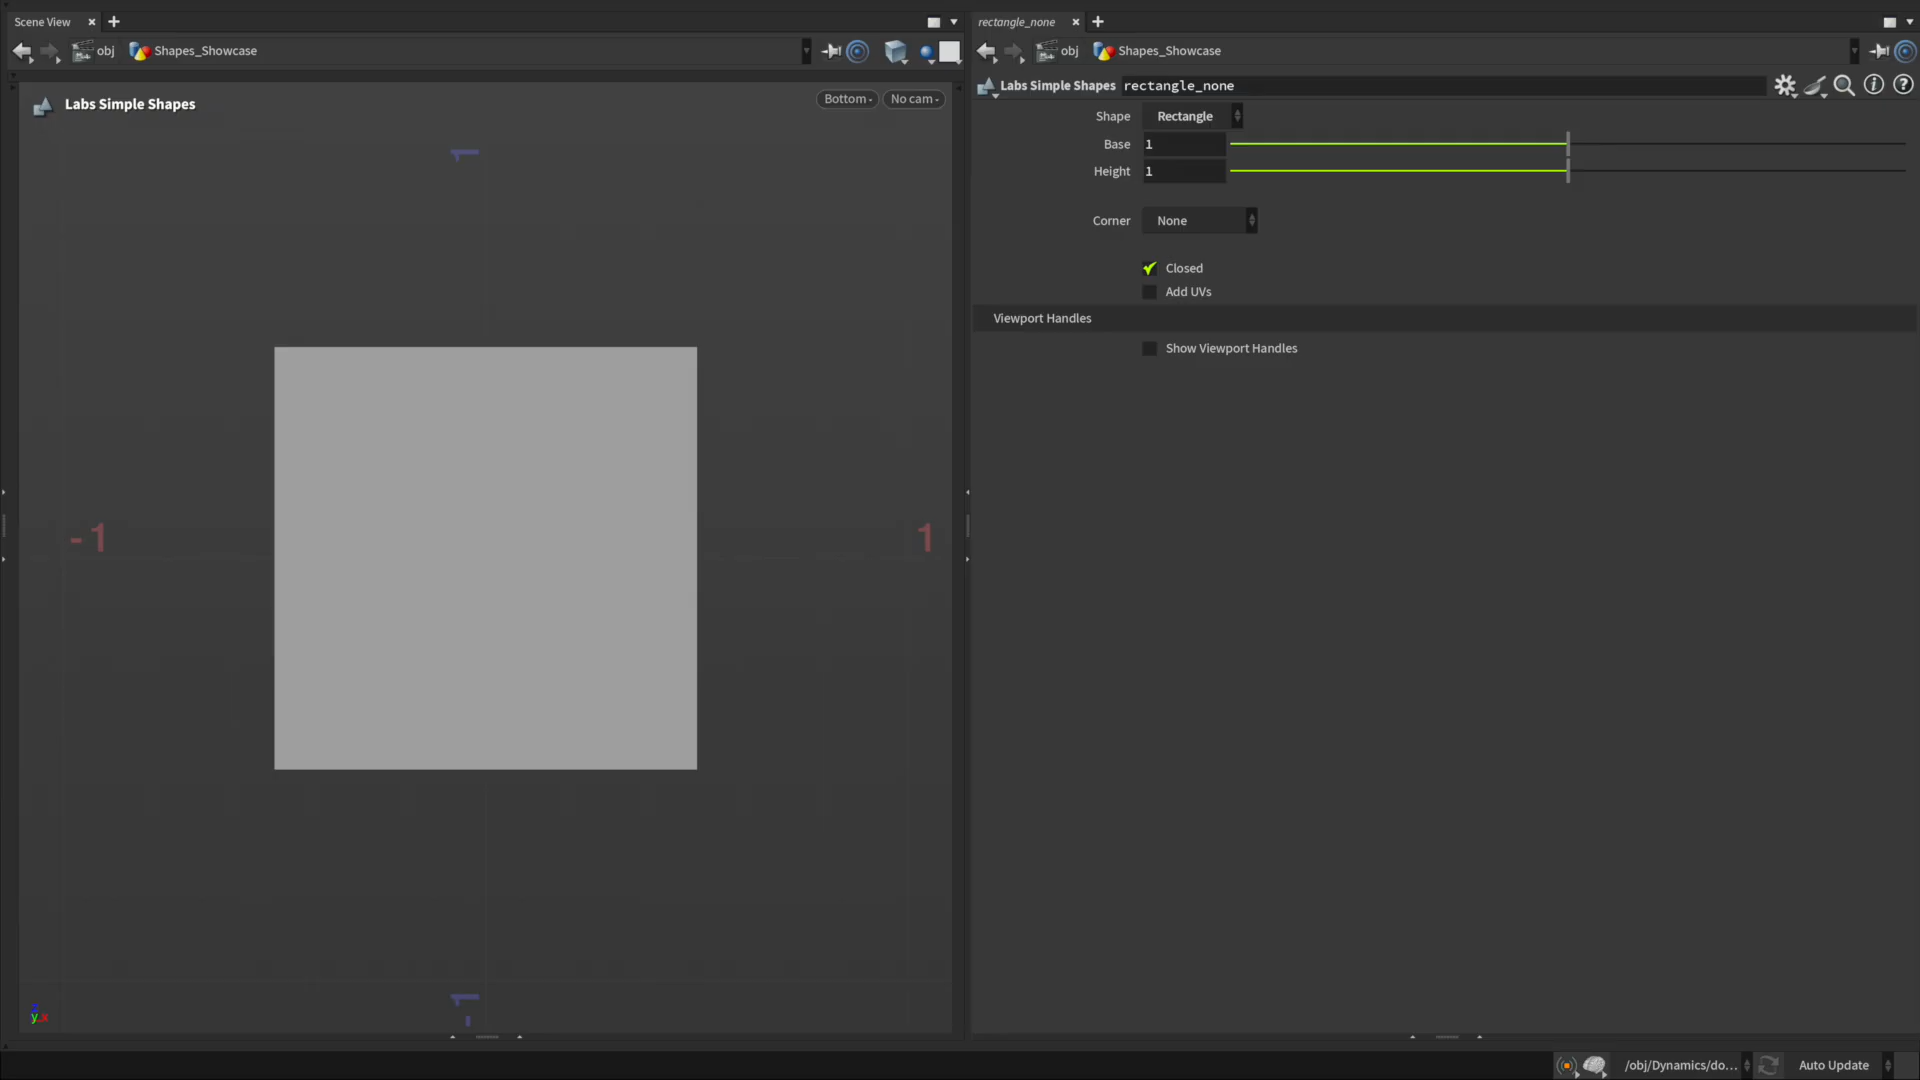 Scene View
rectangle_none
obj
Shapes_Showcase
obj
Shapes_Showcase
Labs Simple Shapes
Bottom
No cam
Labs Simple Shapes
rectangle_none
Shape
Rectangle
Base
1
Height
1
Corner
None
Closed
Add UVs
Viewport Handles
Show Viewport Handles
1
-1
1
-1
z
y x
/obj/Dynamics/do...
Auto Update